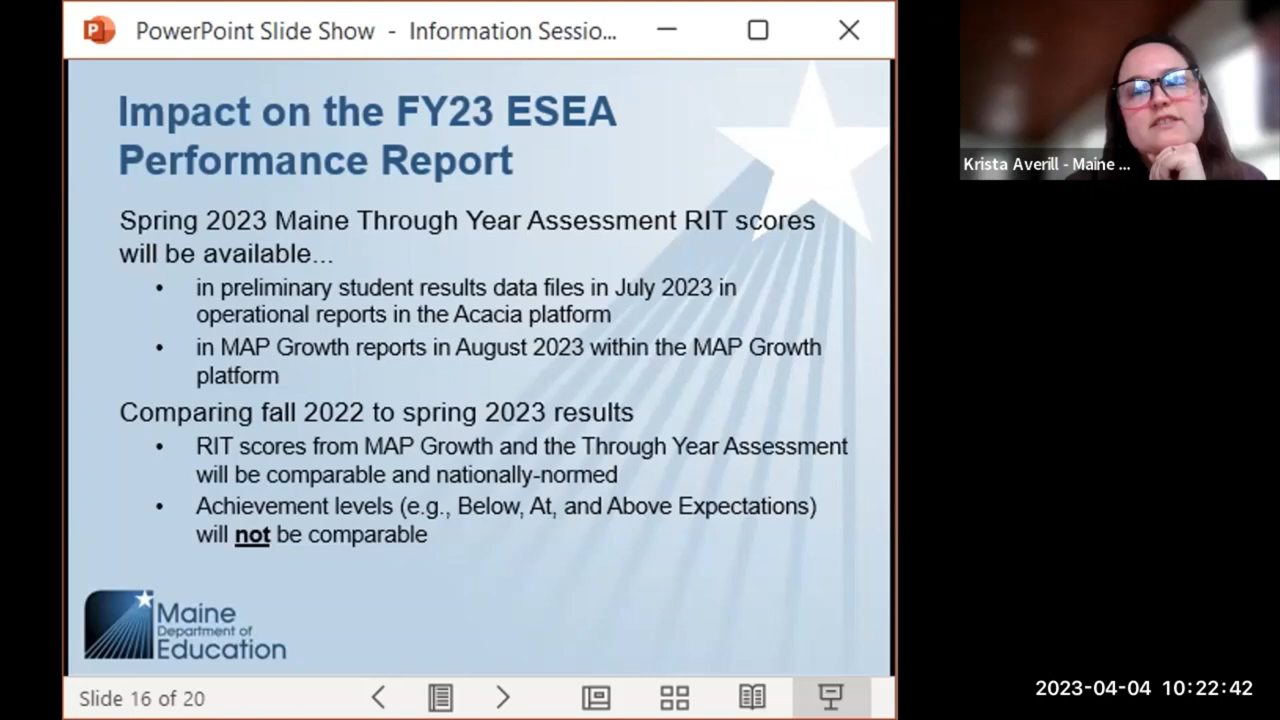 PowerPoint Slide Show - Information Sessio...
Impact on the FY23 ESEA
Performance Report
Spring 2023 Maine Through Year Assessment RIT scores
will be available...
• in preliminary student results data files in July 2023 in
operational reports in the Acacia platform
• in MAP Growth reports in August 2023 within the MAP Growth
platform
Comparing fall 2022 to spring 2023 results
• RIT scores from MAP Growth and the Through Year Assessment
will be comparable and nationally-normed
• Achievement levels (e.g., Below, At, and Above Expectations)
will not be comparable
Maine
Department of
Education
Slide 16 of 20
Krista Averill - Maine ...
2023-04-04 10:22:42